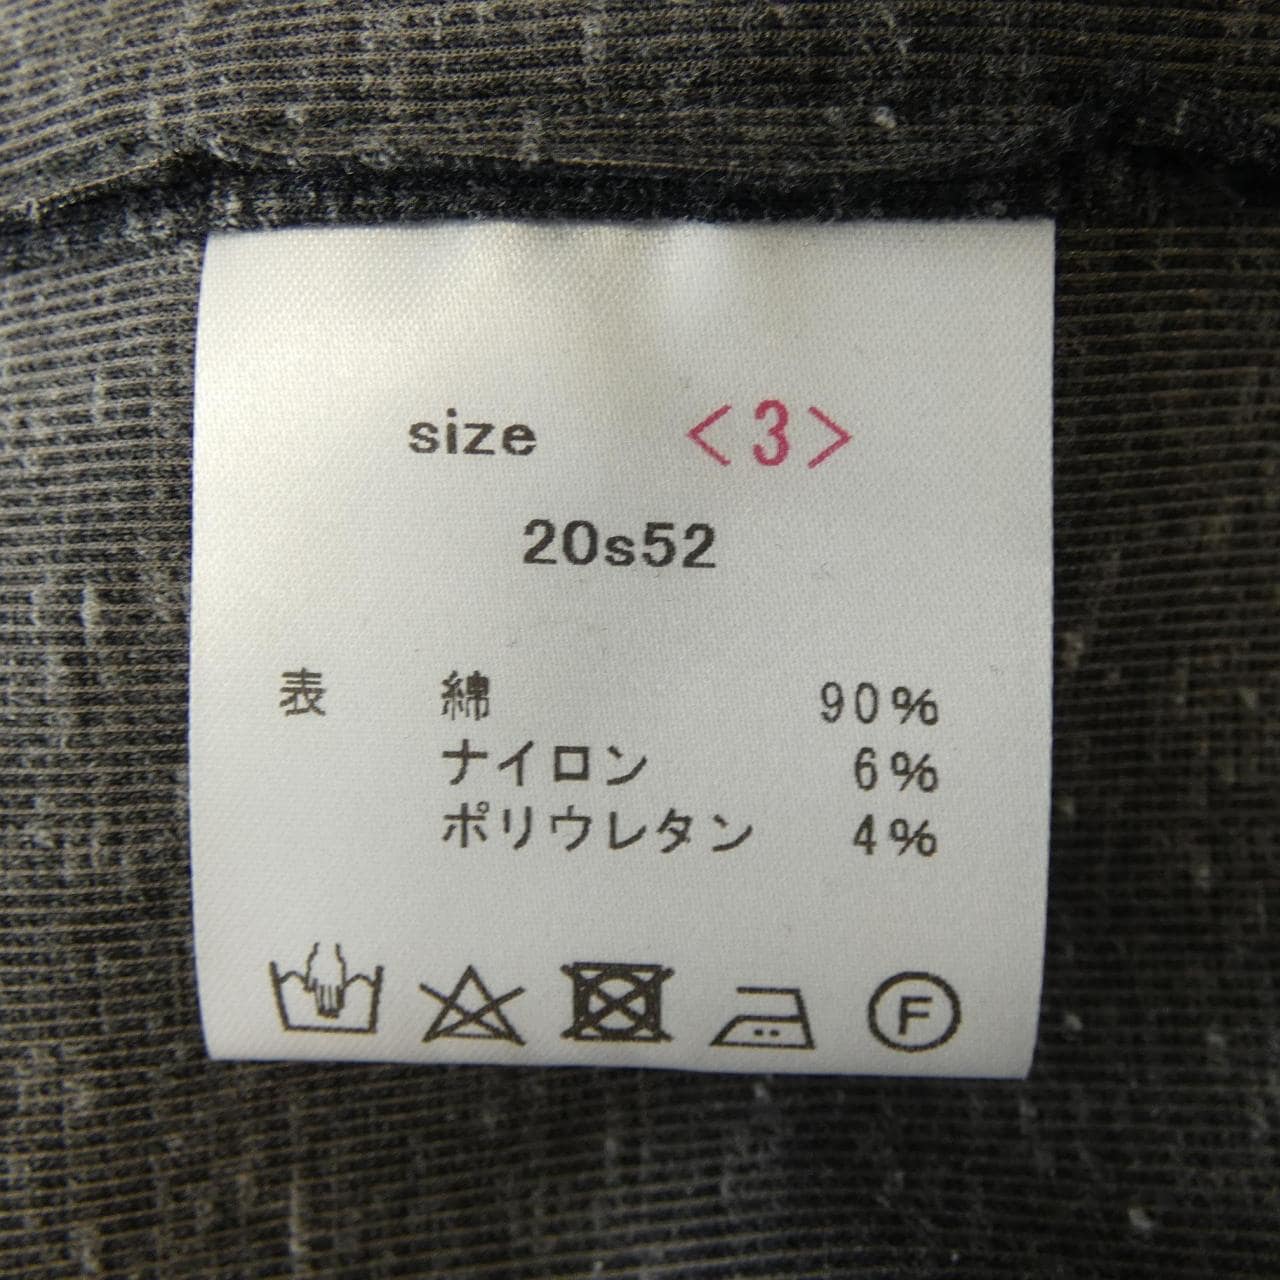 size <3>
20s52
表 綿 90%
ナイロン 6%
ポリウレタン 4%
F